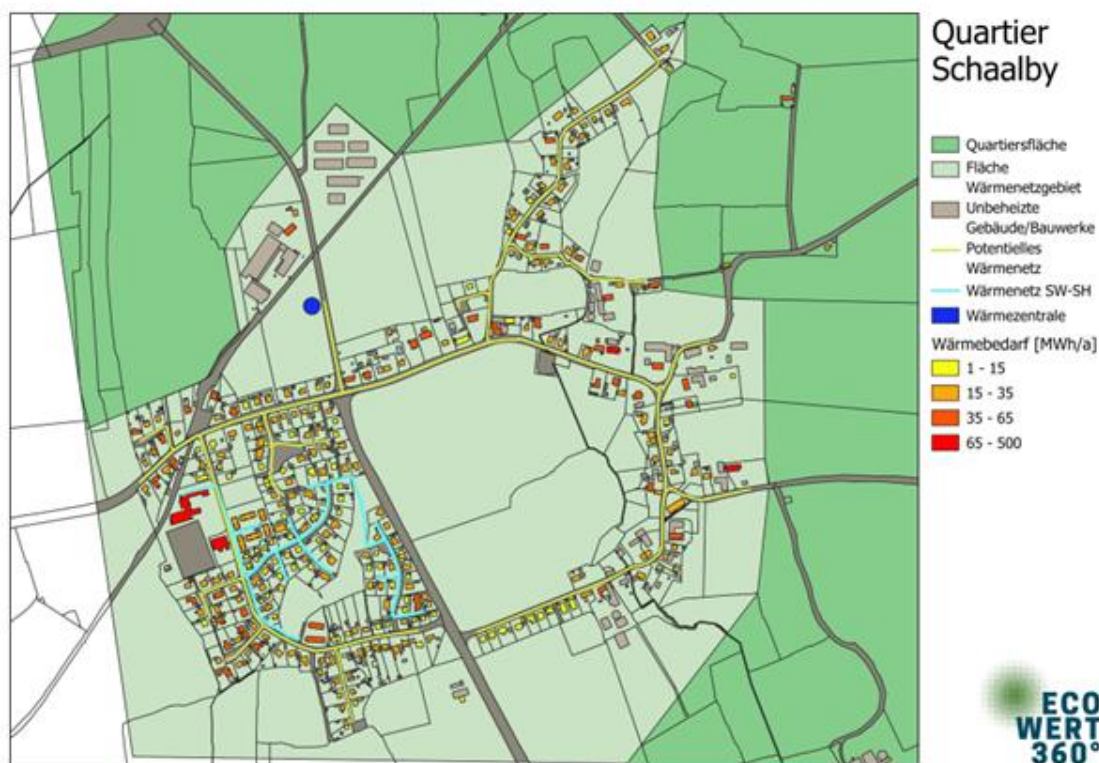 Quartier
Schaalby
Quartiersfläche
Fläche
Wärmenetzgebiet
Unbeheizte
Gebäude/Bauwerke
Potentielles
Wärmenetz
Wärmenetz SW-SH
Wärmezentrale
Wärmebedarf [MWh/a]
1 - 15
15 - 35
35 - 65
65 - 500
ECO
WERT
360°